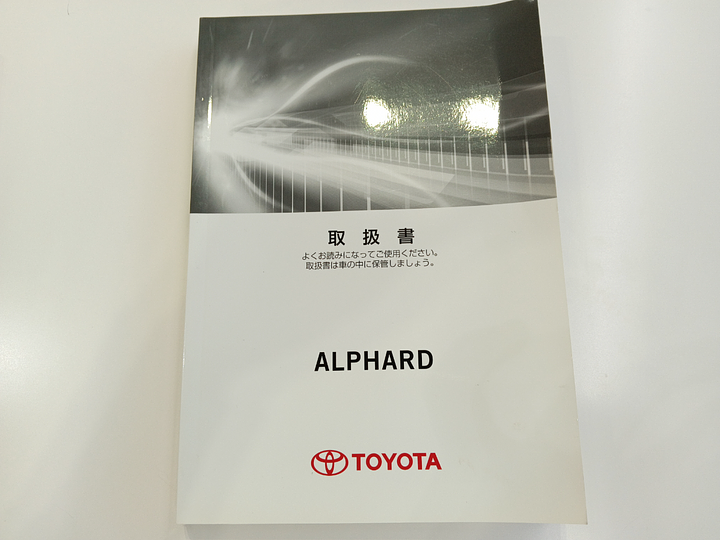 取扱書
よくお読みになってご使用ください。
取扱書は車の中に保管しましょう。
ALPHARD
TOYOTA